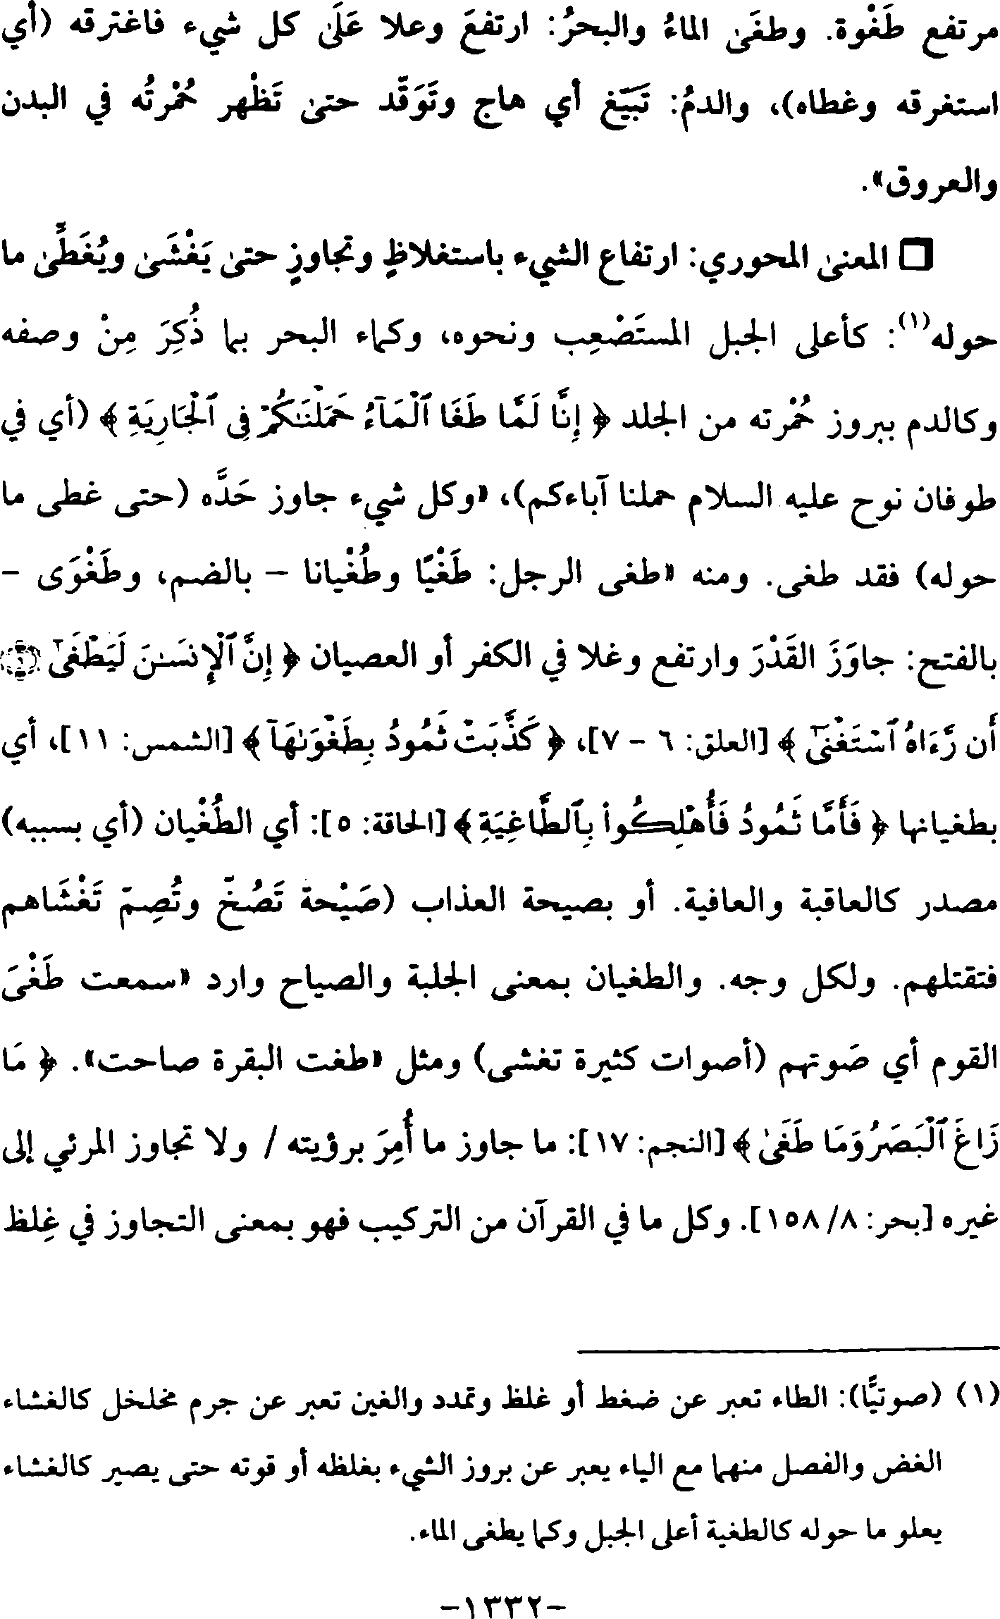 مرتفع طَغْوة. وطغَى الماءُ والبحرُ: ارتفعَ وعلا عَلَى كل شيء فاغترقه (أي
استغرقه وغطاه)، والدمُ: تَبَيّغ أي هاج وتَوَقّد حتى تَظْهر حُمْرتُه في البدن
والعروق».
❑ المعنى المحوري: ارتفاع الشيء باستغلاظٍ وتجاوزٍ حتى يَغْشَى ويُغَطِّى ما
حوله(١): كأعلى الجبل المستَصْعِب ونحوه، وكماء البحر بما ذُكِرَ مِنْ وصفه
وكالدم ببروز حُمْرته من الجلد ﴿ إِنَّا لَمَّا طَغَا ٱلْمَآءُ حَمَلْنَـٰكُمْ فِى ٱلْجَارِيَةِ ﴾ (أي في
طوفان نوح عليه السلام حملنا آباءكم)، «وكل شيء جاوز حَدَّه (حتى غطى ما
حوله) فقد طغى. ومنه «طغى الرجل: طَغْيًا وطُغْيانا – بالضم، وطَغْوَى –
بالفتح: جاوَزَ القَدْرَ وارتفع وغلا في الكفر أو العصيان ﴿ إِنَّ ٱلْإِنسَـٰنَ لَيَطْغَىٰٓ ۝٦
أَن رَّءَاهُ ٱسْتَغْنَىٰٓ ﴾ [العلق: ٦ – ٧]، ﴿ كَذَّبَتْ ثَمُودُ بِطَغْوَىٰهَآ ﴾ [الشمس: ١١]، أي
بطغيانها ﴿ فَأَمَّا ثَمُودُ فَأُهْلِكُوا۟ بِٱلطَّاغِيَةِ ﴾ [الحاقة: ٥]: أي الطُغْيان (أي بسببه)
مصدر كالعاقبة والعافية. أو بصيحة العذاب (صَيْحة تَصُخّ وتُصِمّ تَغْشَاهم
فتقتلهم. ولكل وجه. والطغيان بمعنى الجلبة والصياح وارد «سمعت طَغْىَ
القوم أي صَوتهم (أصوات كثيرة تغشى) ومثل «طغت البقرة صاحت». ﴿ مَا
زَاغَ ٱلْبَصَرُ وَمَا طَغَىٰ ﴾ [النجم: ١٧]: ما جاوز ما أُمِرَ برؤيته / ولا تجاوز المرئي إلى
غيره [بحر: ٨/ ١٥٨]. وكل ما في القرآن من التركيب فهو بمعنى التجاوز في غِلظ
(١) (صوتيًّا): الطاء تعبر عن ضغط أو غلظ وتمدد والغين تعبر عن جرم مخلخل كالغشاء
الغض والفصل منهما مع الياء يعبر عن بروز الشيء بغلظه أو قوته حتى يصير كالغشاء
يعلو ما حوله كالطغية أعلى الجبل وكما يطغى الماء.
–١٣٣٢–